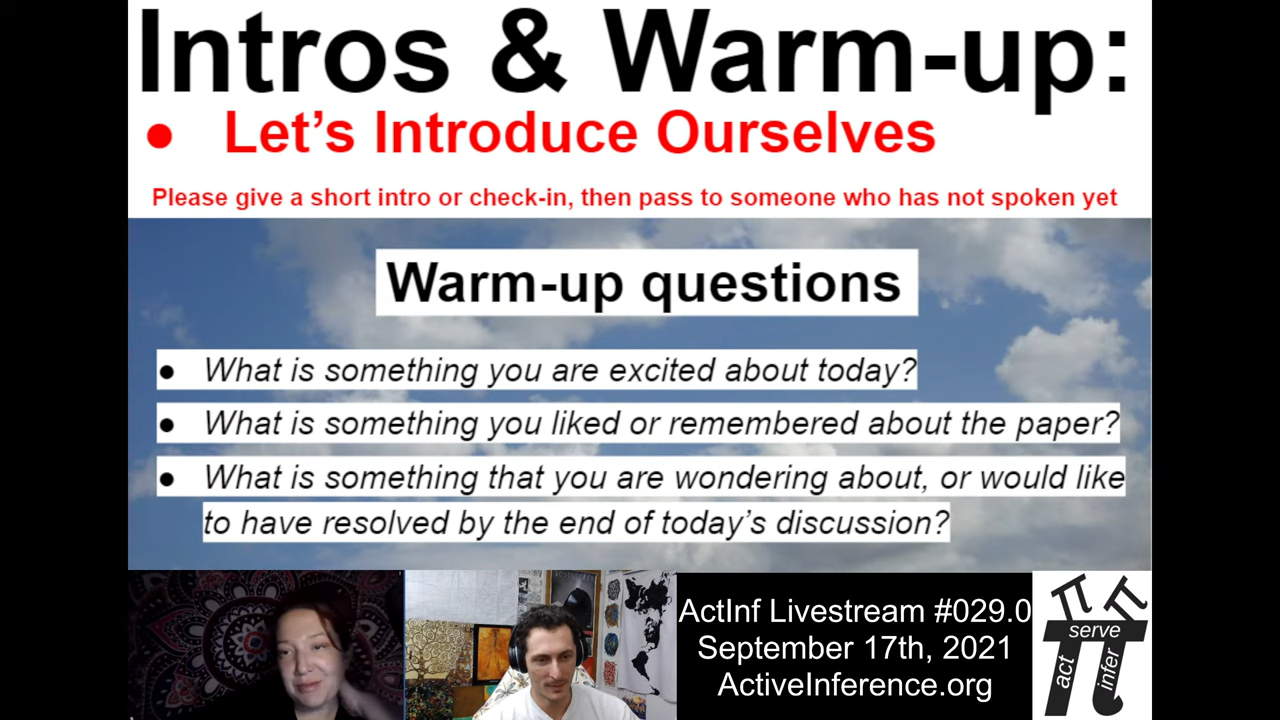 Intros & Warm-up:
● Let's Introduce Ourselves
Please give a short intro or check-in, then pass to someone who has not spoken yet
Warm-up questions
● What is something you are excited about today?
● What is something you liked or remembered about the paper?
● What is something that you are wondering about, or would like
to have resolved by the end of today's discussion?
ActInf Livestream #029.0
September 17th, 2021
ActiveInference.org
π π
serve
act
infer